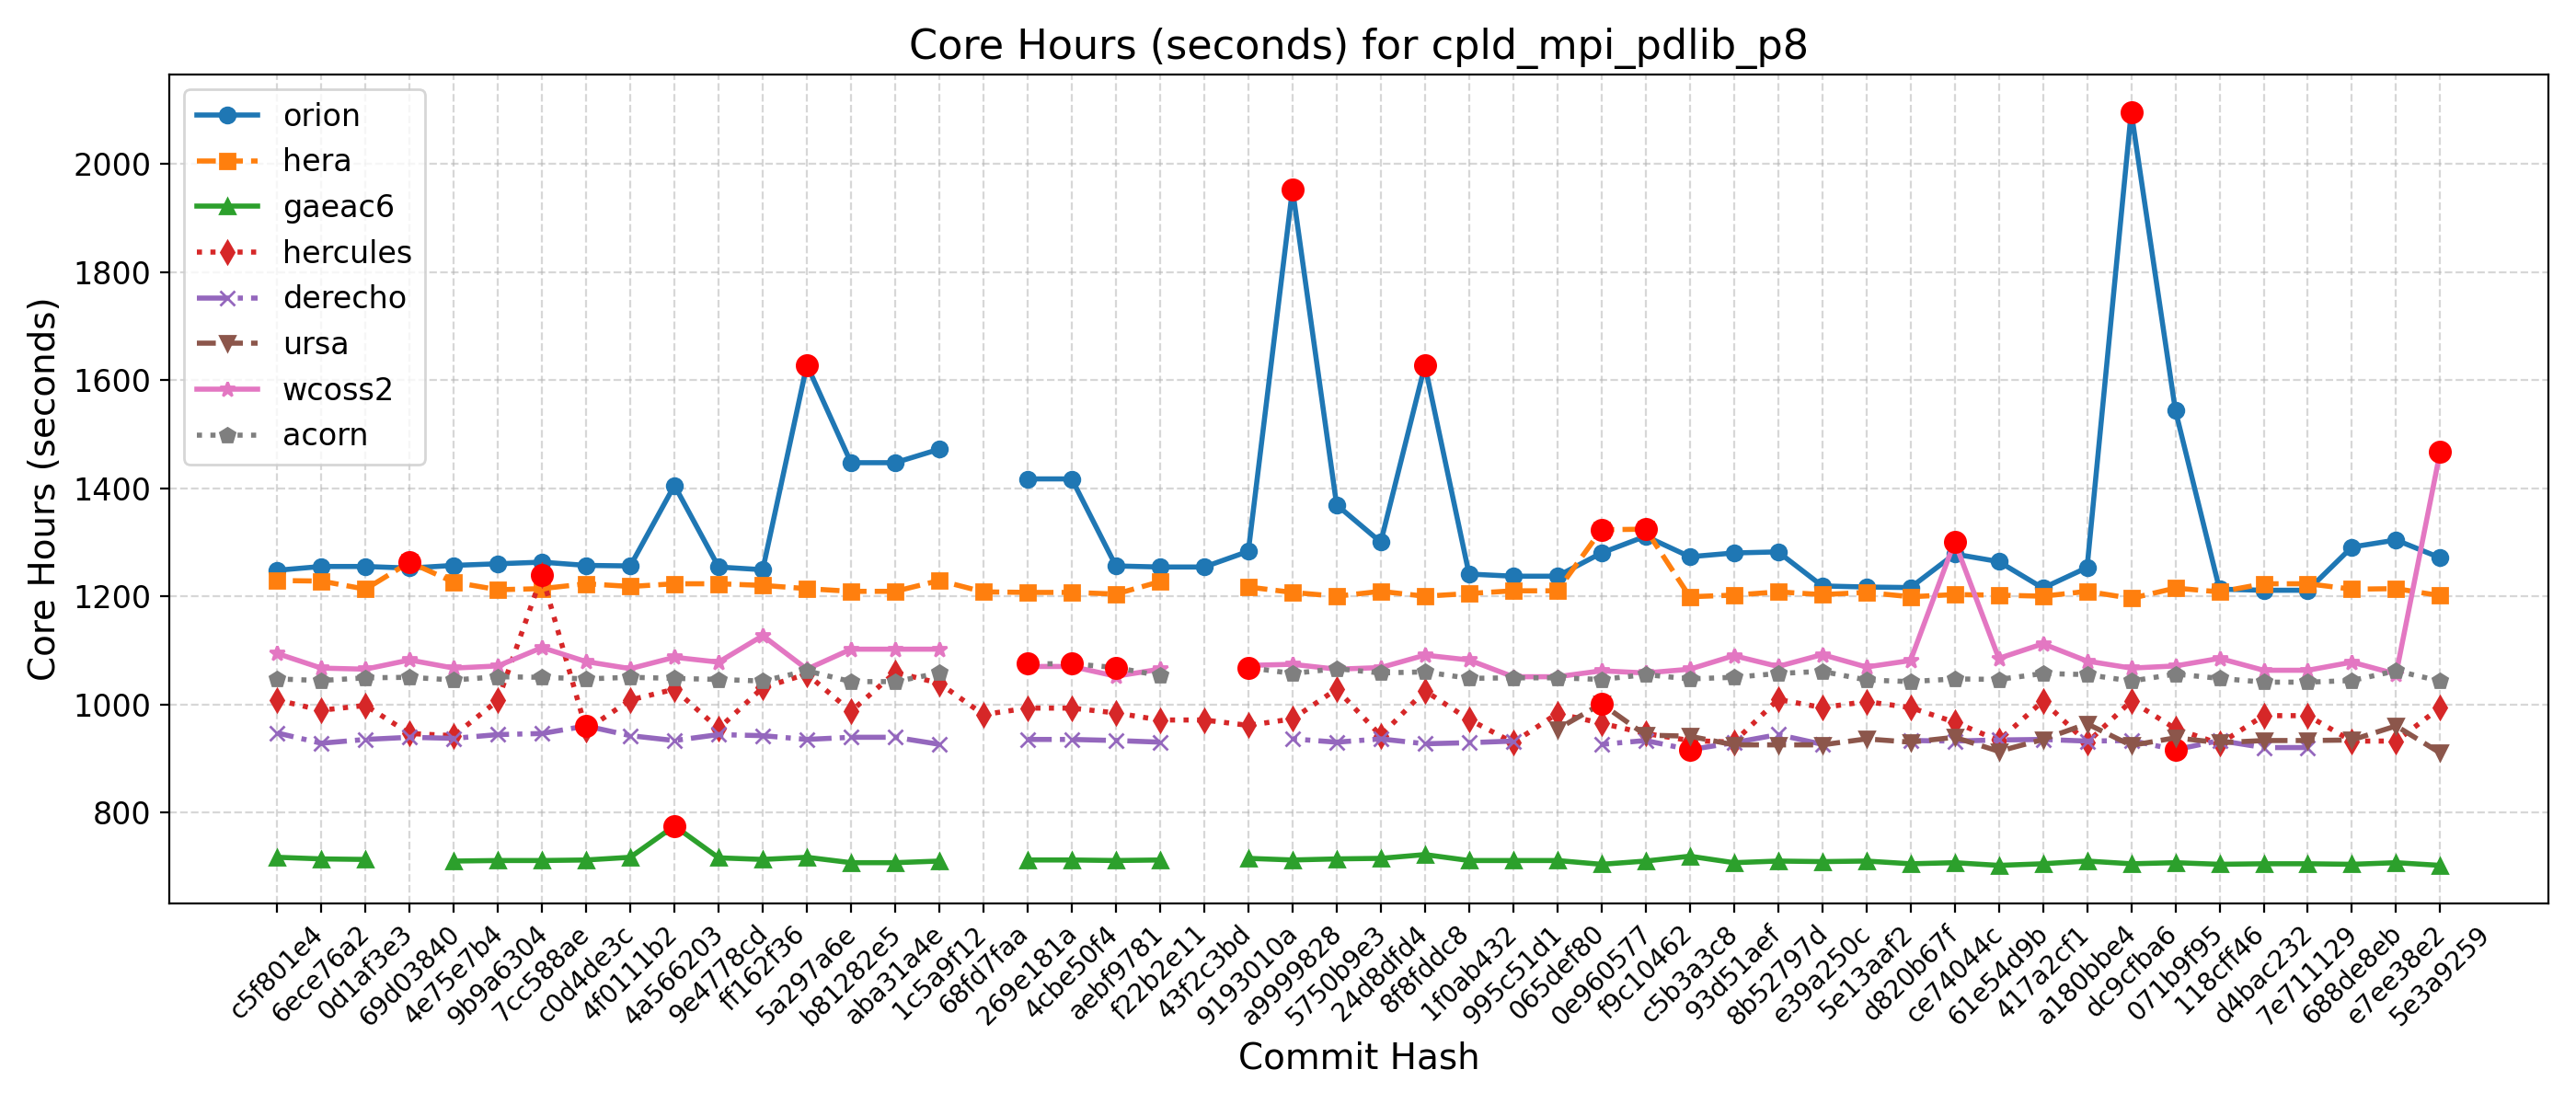 Core Hours (seconds) for cpld_mpi_pdlib_p8
orion
hera
gaeac6
hercules
derecho
ursa
wcoss2
acorn
Core Hours (seconds)
2000
1800
1600
1400
1200
1000
800
c5f801e4
6ece76a2
0d1af3e3
69d03840
4e75e7b4
9b9a6304
7cc588ae
c0d4de3c
4f0111b2
4a566203
9e4778cd
ff162f36
5a297a6e
b81282e5
aba31a4e
1c5a9f12
68fd7faa
269e181a
4cbe50f4
aebf9781
f22b2e11
43f2c3bd
9193010a
a9999828
5750b9e3
24d8dfd4
8f8fddc8
1f0ab432
995c51d1
065def80
0e960577
f9c10462
c5b3a3c8
93d51aef
8b52797d
e39a250c
5e13aaf2
d820b67f
ce74044c
61e54d9b
417a2cf1
a180bbe4
dc9cfba6
071b9f95
118cff46
d4bac232
7e711129
688de8eb
e7ee38e2
5e3a9259
Commit Hash